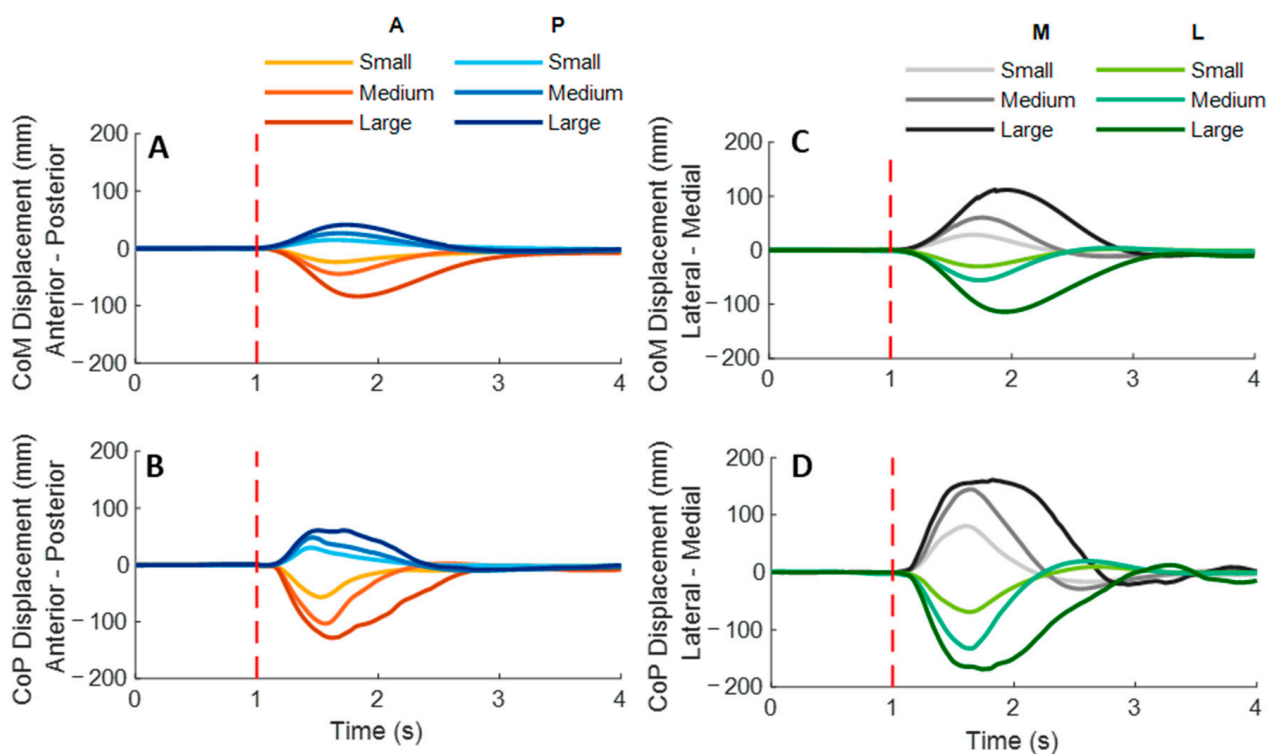 A P
Small Small
Medium Medium
Large Large
M L
Small Small
Medium Medium
Large Large
A
CoM Displacement (mm)
Anterior - Posterior
200
100
0
−100
−200
0 1 2 3 4
C
CoM Displacement (mm)
Lateral - Medial
200
100
0
−100
−200
0 1 2 3 4
B
CoP Displacement (mm)
Anterior - Posterior
200
100
0
−100
−200
0 1 2 3 4
Time (s)
D
CoP Displacement (mm)
Lateral - Medial
200
100
0
−100
−200
0 1 2 3 4
Time (s)